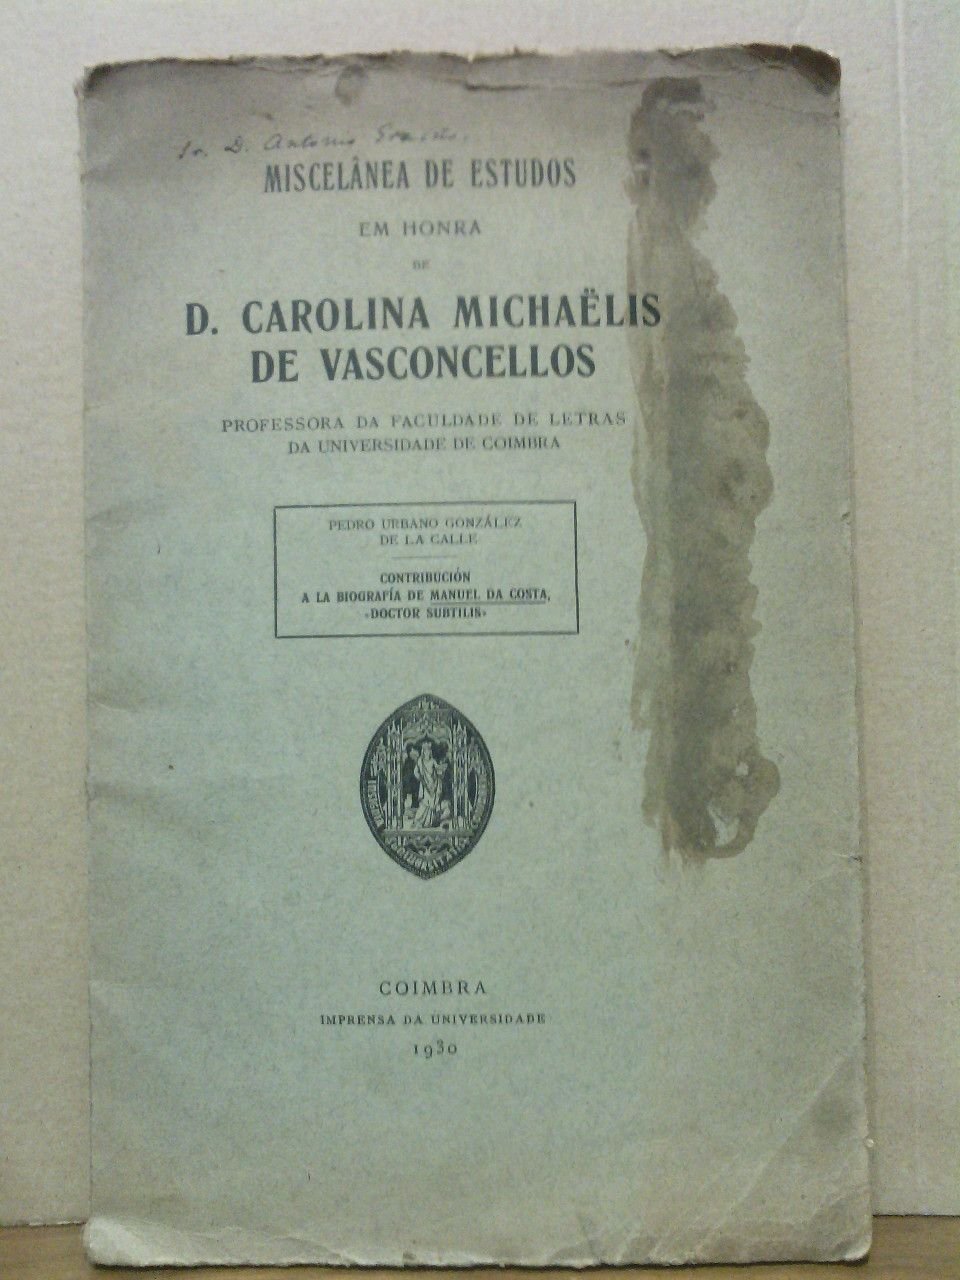 Sr. D. Antonio
MISCELÂNEA DE ESTUDOS
EM HONRA
DE
D. CAROLINA MICHAËLIS
DE VASCONCELLOS
PROFESSORA DA FACULDADE DE LETRAS
DA UNIVERSIDADE DE COIMBRA
PEDRO URBANO GONZÁLEZ
DE LA CALLE
CONTRIBUCIÓN
A LA BIOGRAFÍA DE MANUEL DA COSTA,
«DOCTOR SUBTILIS»
COIMBRA
IMPRENSA DA UNIVERSIDADE
1930